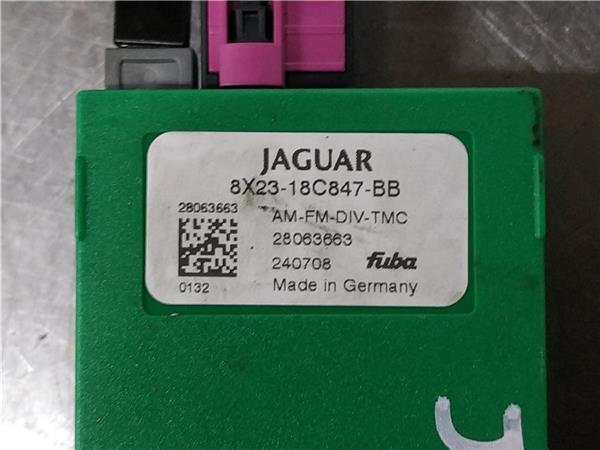 JAGUAR
8X23-18C847-BB
28063663
AM-FM-DIV-TMC
28063663
240708 fuba
0132
Made in Germany